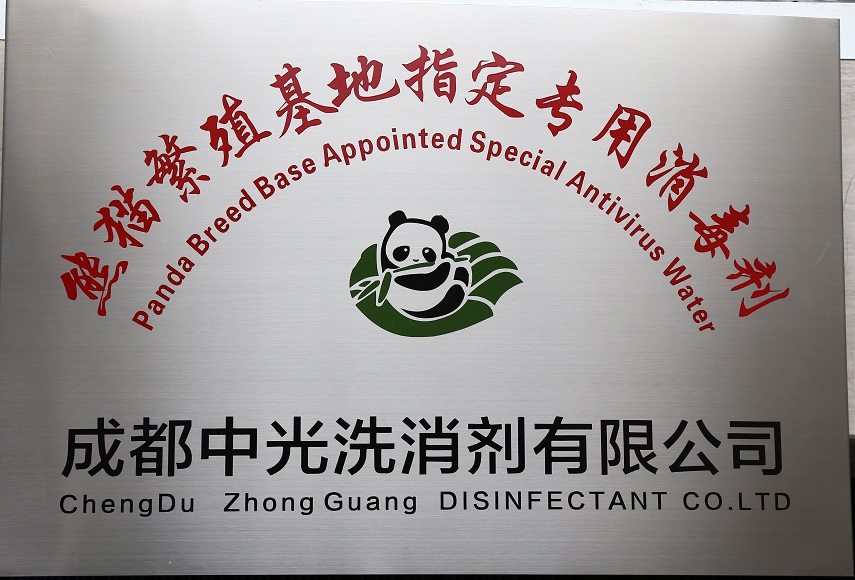 熊猫繁殖基地指定专用消毒剂
Panda Breed Base Appointed Special Antivirus Water
成都中光洗消剂有限公司
ChengDu Zhong Guang DISINFECTANT CO.LTD